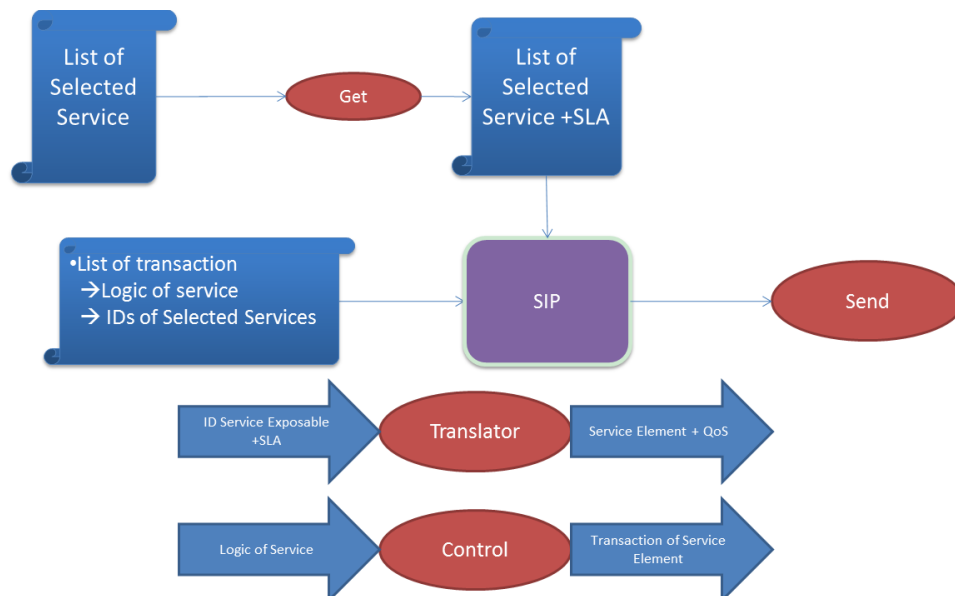 List of
Selected
Service
Get
List of
Selected
Service +SLA
•List of transaction
→Logic of service
→ IDs of Selected Services
SIP
Send
ID Service Exposable
+SLA
Translator
Service Element + QoS
Logic of Service
Control
Transaction of Service
Element